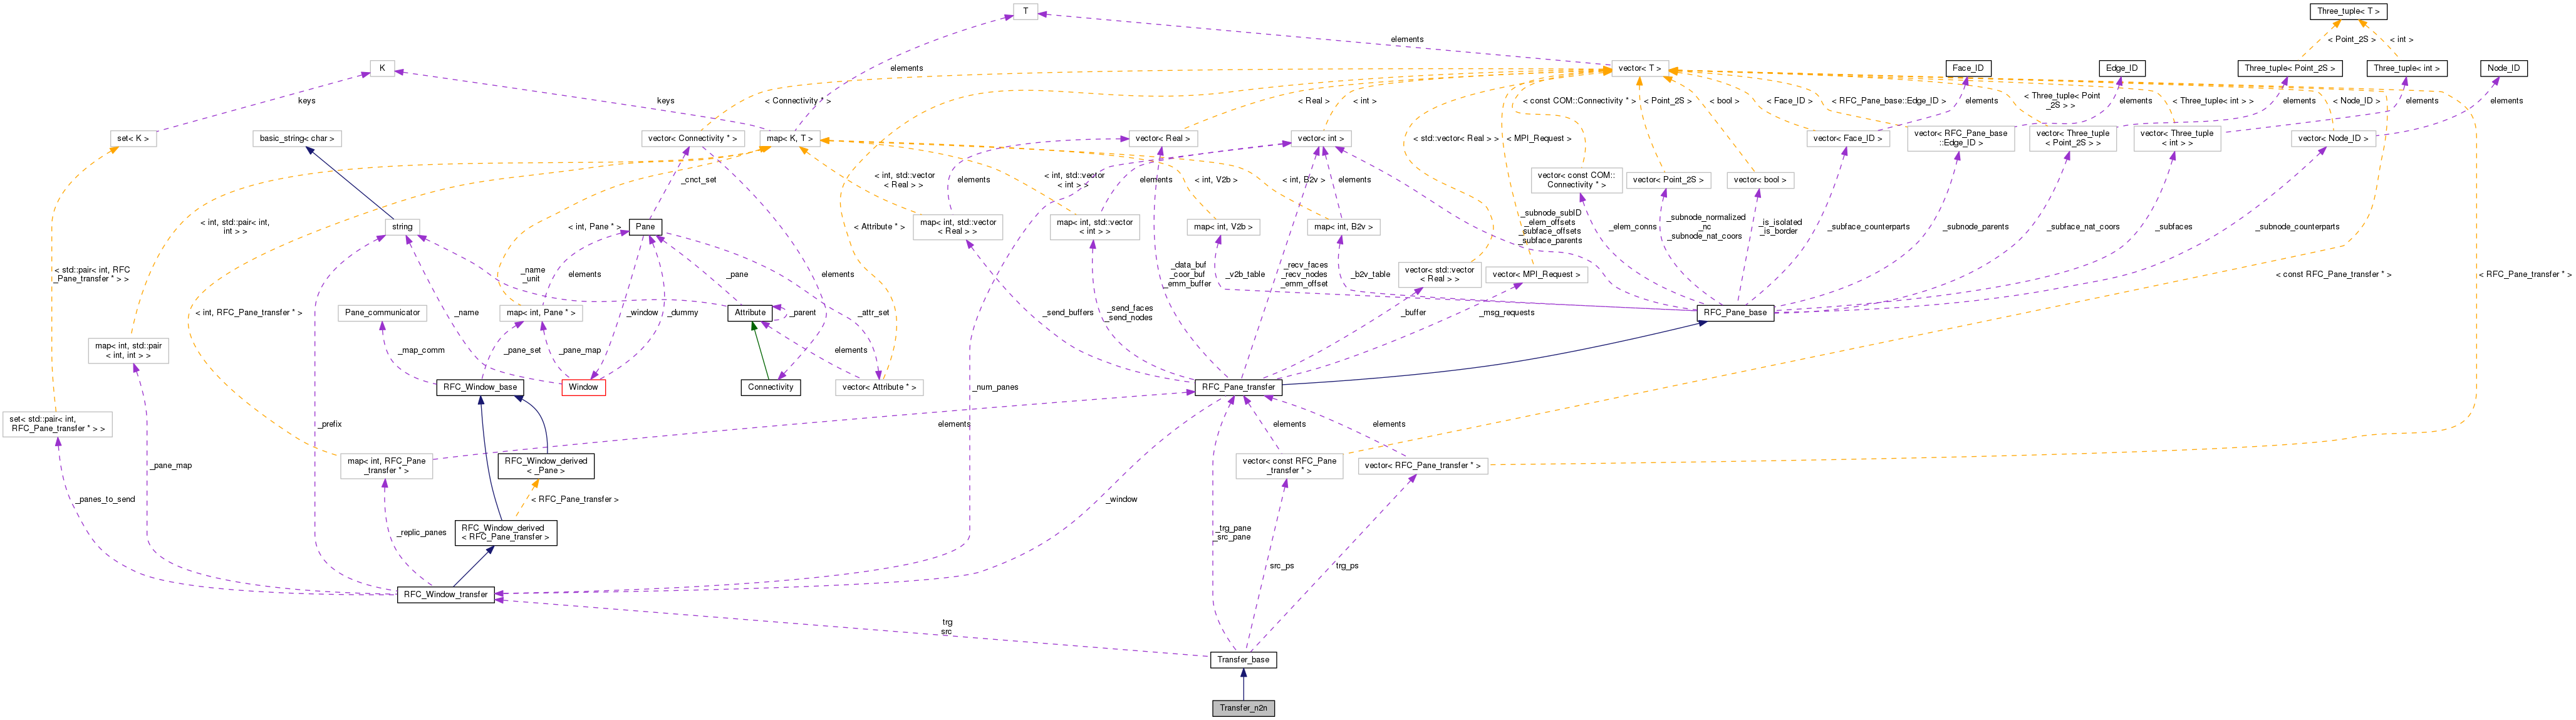 T
Three_tuple< T >
elements
< Point_2S >
< int >
K
elements
vector< T >
Face_ID
Edge_ID
Three_tuple< Point_2S >
Three_tuple< int >
Node_ID
keys
keys
< Connectivity * >
< Real >
< int >
< const COM::Connectivity * >
< Point_2S >
< bool >
< Face_ID >
< RFC_Pane_base::Edge_ID >
elements
elements
< Three_tuple< Point
_2S > >
< Three_tuple< int > >
elements
elements
< Node_ID >
elements
set< K >
basic_string< char >
vector< Connectivity * >
map< K, T >
vector< Real >
vector< int >
< std::vector< Real > >
< MPI_Request >
vector< Face_ID >
vector< RFC_Pane_base
::Edge_ID >
vector< Three_tuple
< Point_2S > >
vector< Three_tuple
< int > >
vector< Node_ID >
_cnct_set
< int, std::vector
< Real > >
elements
< int, std::vector
< int > >
elements
< int, V2b >
< int, B2v >
elements
vector< const COM::
Connectivity * >
vector< Point_2S >
vector< bool >
< int, std::pair< int,
int > >
string
< int, Pane * >
Pane
< Attribute * >
map< int, std::vector
< Real > >
map< int, std::vector
< int > >
map< int, V2b >
map< int, B2v >
_subnode_subID
_elem_offsets
_subface_offsets
_subface_parents
_elem_conns
_subnode_normalized
_nc
_subnode_nat_coors
_is_isolated
_is_border
_subface_counterparts
_subnode_parents
_subface_nat_coors
_subfaces
_subnode_counterparts
< std::pair< int, RFC
_Pane_transfer * > >
_name
_unit
elements
_pane
elements
_data_buf
_coor_buf
_emm_buffer
_v2b_table
_recv_faces
_recv_nodes
_emm_offset
_b2v_table
vector< std::vector
< Real > >
vector< MPI_Request >
< const RFC_Pane_transfer * >
< RFC_Pane_transfer * >
< int, RFC_Pane_transfer * >
Pane_communicator
_name
map< int, Pane * >
_window
_dummy
Attribute
_parent
_attr_set
_send_buffers
_send_faces
_send_nodes
_buffer
_msg_requests
RFC_Pane_base
map< int, std::pair
< int, int > >
_map_comm
_pane_set
_pane_map
elements
RFC_Window_base
Window
Connectivity
vector< Attribute * >
_num_panes
RFC_Pane_transfer
set< std::pair< int,
RFC_Pane_transfer * > >
_prefix
elements
elements
elements
_pane_map
map< int, RFC_Pane
_transfer * >
RFC_Window_derived
< _Pane >
vector< const RFC_Pane
_transfer * >
vector< RFC_Pane_transfer * >
_panes_to_send
< RFC_Pane_transfer >
_window
_replic_panes
RFC_Window_derived
< RFC_Pane_transfer >
_trg_pane
_src_pane
src_ps
trg_ps
RFC_Window_transfer
trg
src
Transfer_base
Transfer_n2n